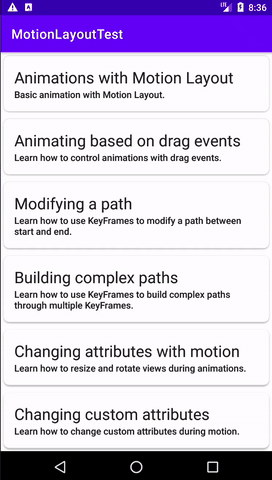 8:36
MotionLayoutTest
Animations with Motion Layout
Basic animation with Motion Layout.
Animating based on drag events
Learn how to control animations with drag events.
Modifying a path
Learn how to use KeyFrames to modify a path between
start and end.
Building complex paths
Learn how to use KeyFrames to build complex paths
through multiple KeyFrames.
Changing attributes with motion
Learn how to resize and rotate views during animations.
Changing custom attributes
Learn how to change custom attributes during motion.